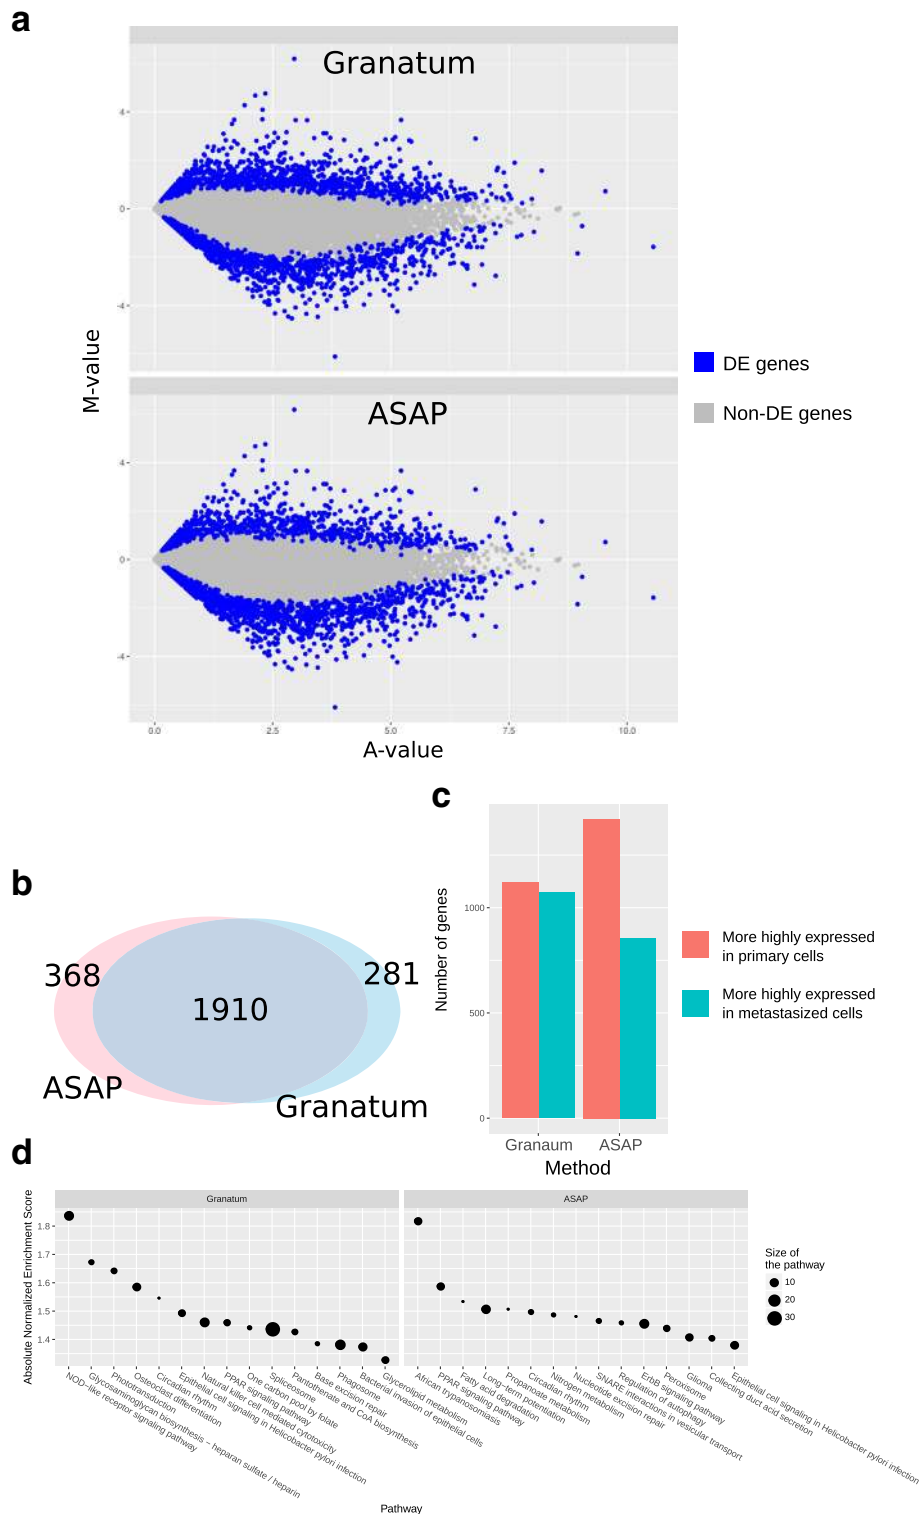 a
Granatum
4
0
-4
M-value
ASAP
4
0
-4
0.0
2.5
5.0
7.5
10.0
A-value
DE genes
Non-DE genes
b
368
281
1910
ASAP
Granatum
c
Number of genes
1000
500
0
Granaum
ASAP
Method
More highly expressed
in primary cells
More highly expressed
in metastasized cells
d
Absolute Normalized Enrichment Score
Granatum
ASAP
1.8
1.7
1.6
1.5
1.4
NOD-like receptor signaling pathway
Glycosaminoglycan biosynthesis - heparan sulfate / heparin
Phototransduction
Osteoclast differentiation
Circadian rhythm
Epithelial cell signaling in Helicobacter pylori infection
Natural killer cell mediated cytotoxicity
PPAR signaling pathway
One carbon pool by folate
Spliceosome
Pantothenate and CoA biosynthesis
Base excision repair
Phagosome
Bacterial invasion of epithelial cells
Glycerolipid metabolism
African trypanosomiasis
PPAR signaling pathway
Fatty acid degradation
Long-term potentiation
Propanoate metabolism
Circadian rhythm
Nitrogen metabolism
Nucleotide excision repair
SNARE interactions in vesicular transport
Regulation of autophagy
ErbB signaling pathway
Peroxisome
Glioma
Collecting duct acid secretion
Epithelial cell signaling in Helicobacter pylori infection
Pathway
Size of
the pathway
10
20
30